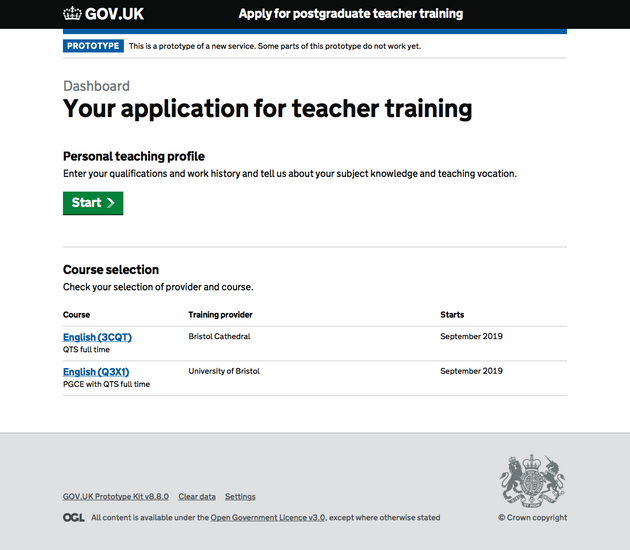 GOV.UK Apply for postgraduate teacher training
PROTOTYPE This is a prototype of a new service. Some parts of this prototype do not work yet.
Dashboard
Your application for teacher training
Personal teaching profile
Enter your qualifications and work history and tell us about your subject knowledge and teaching vocation.
Start
Course selection
Check your selection of provider and course.
Course Training provider Starts
English (3CQT) Bristol Cathedral September 2019
QTS full time
English (Q3X1) University of Bristol September 2019
PGCE with QTS full time
GOV.UK Prototype Kit v8.8.0 Clear data Settings
OGL All content is available under the Open Government Licence v3.0, except where otherwise stated
© Crown copyright